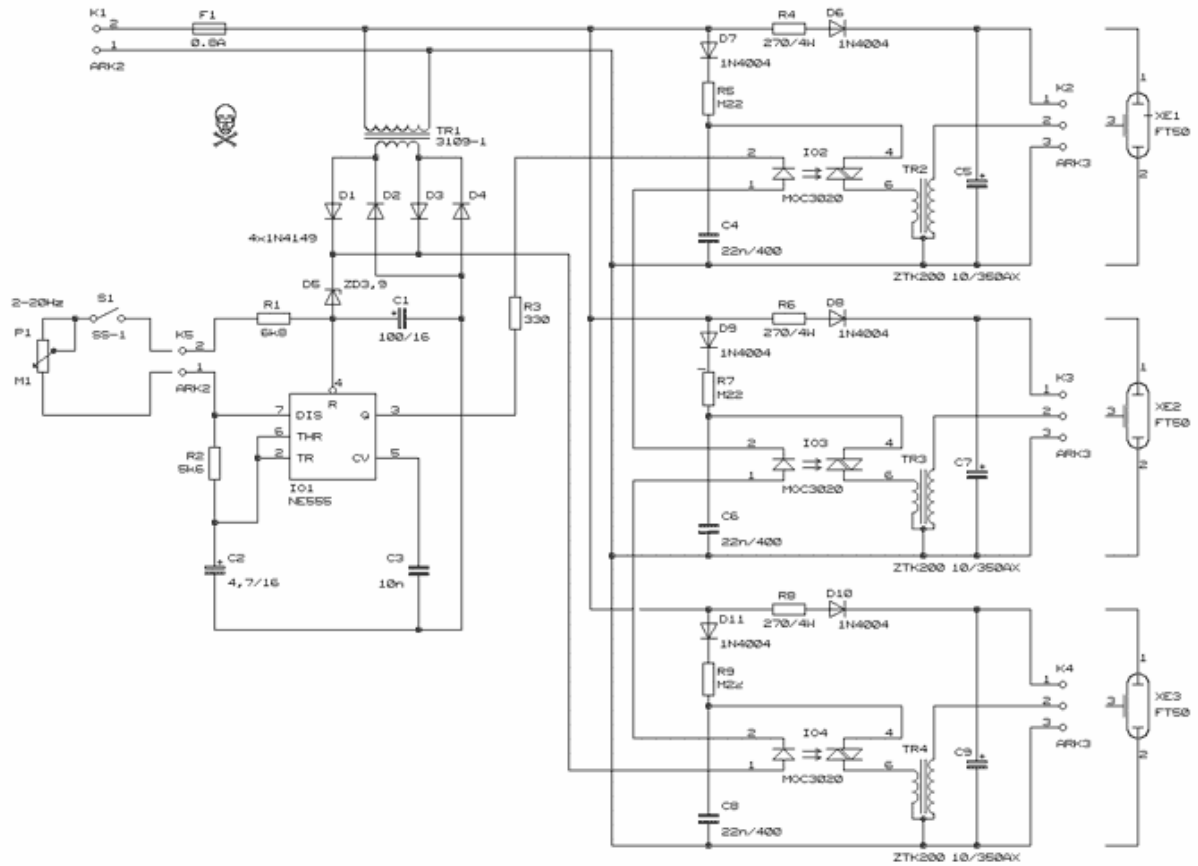 K1
2
F1
0.8A
1
ARK2
TR1
3109-1
D1
D2
D3
D4
4x1N4149
D5
ZD3,9
C1
100/16
R3
330
2-20Hz
S1
SS-1
P1
M1
K5
2
1
ARK2
R1
6k8
4
R
7
DIS
Q
3
6
THR
2
TR
CV
5
IO1
NE555
R2
5k6
C2
4,7/16
C3
10n
R4
270/4W
D6
1N4004
D7
1N4004
R5
M22
2
IO2
4
1
6
MOC3020
TR2
C4
22n/400
C5
K2
1
2
3
ARK3
1
3
2
XE1
FT50
ZTK200 10/350AX
R6
270/4W
D8
1N4004
D9
1N4004
R7
M22
2
IO3
4
1
6
MOC3020
TR3
C6
22n/400
C7
K3
1
2
3
ARK3
1
3
2
XE2
FT50
ZTK200 10/350AX
R8
270/4W
D10
1N4004
D11
1N4004
R9
M22
2
IO4
4
1
6
MOC3020
TR4
C8
22n/400
C9
K4
1
2
3
ARK3
1
3
2
XE3
FT50
ZTK200 10/350AX